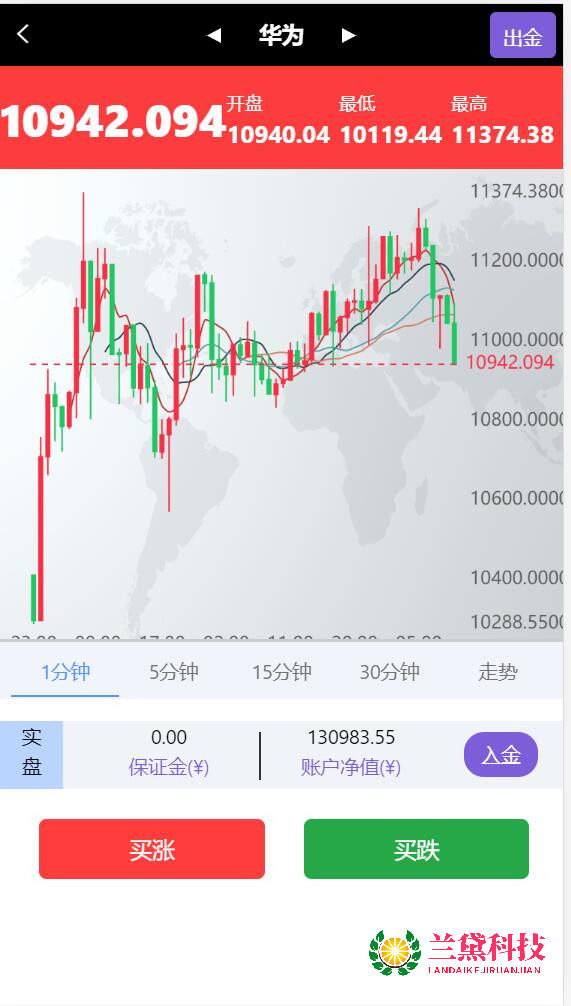 华为
出金
10942.094
开盘
最低
最高
10940.04
10119.44
11374.38
11374.3800
11200.0000
11000.0000
10942.094
10800.0000
10600.0000
10400.0000
10288.5500
1分钟
5分钟
15分钟
30分钟
走势
实盘
0.00
保证金(¥)
130983.55
账户净值(¥)
入金
买涨
买跌
兰黛科技
LANDAIKEJIRUANJIAN